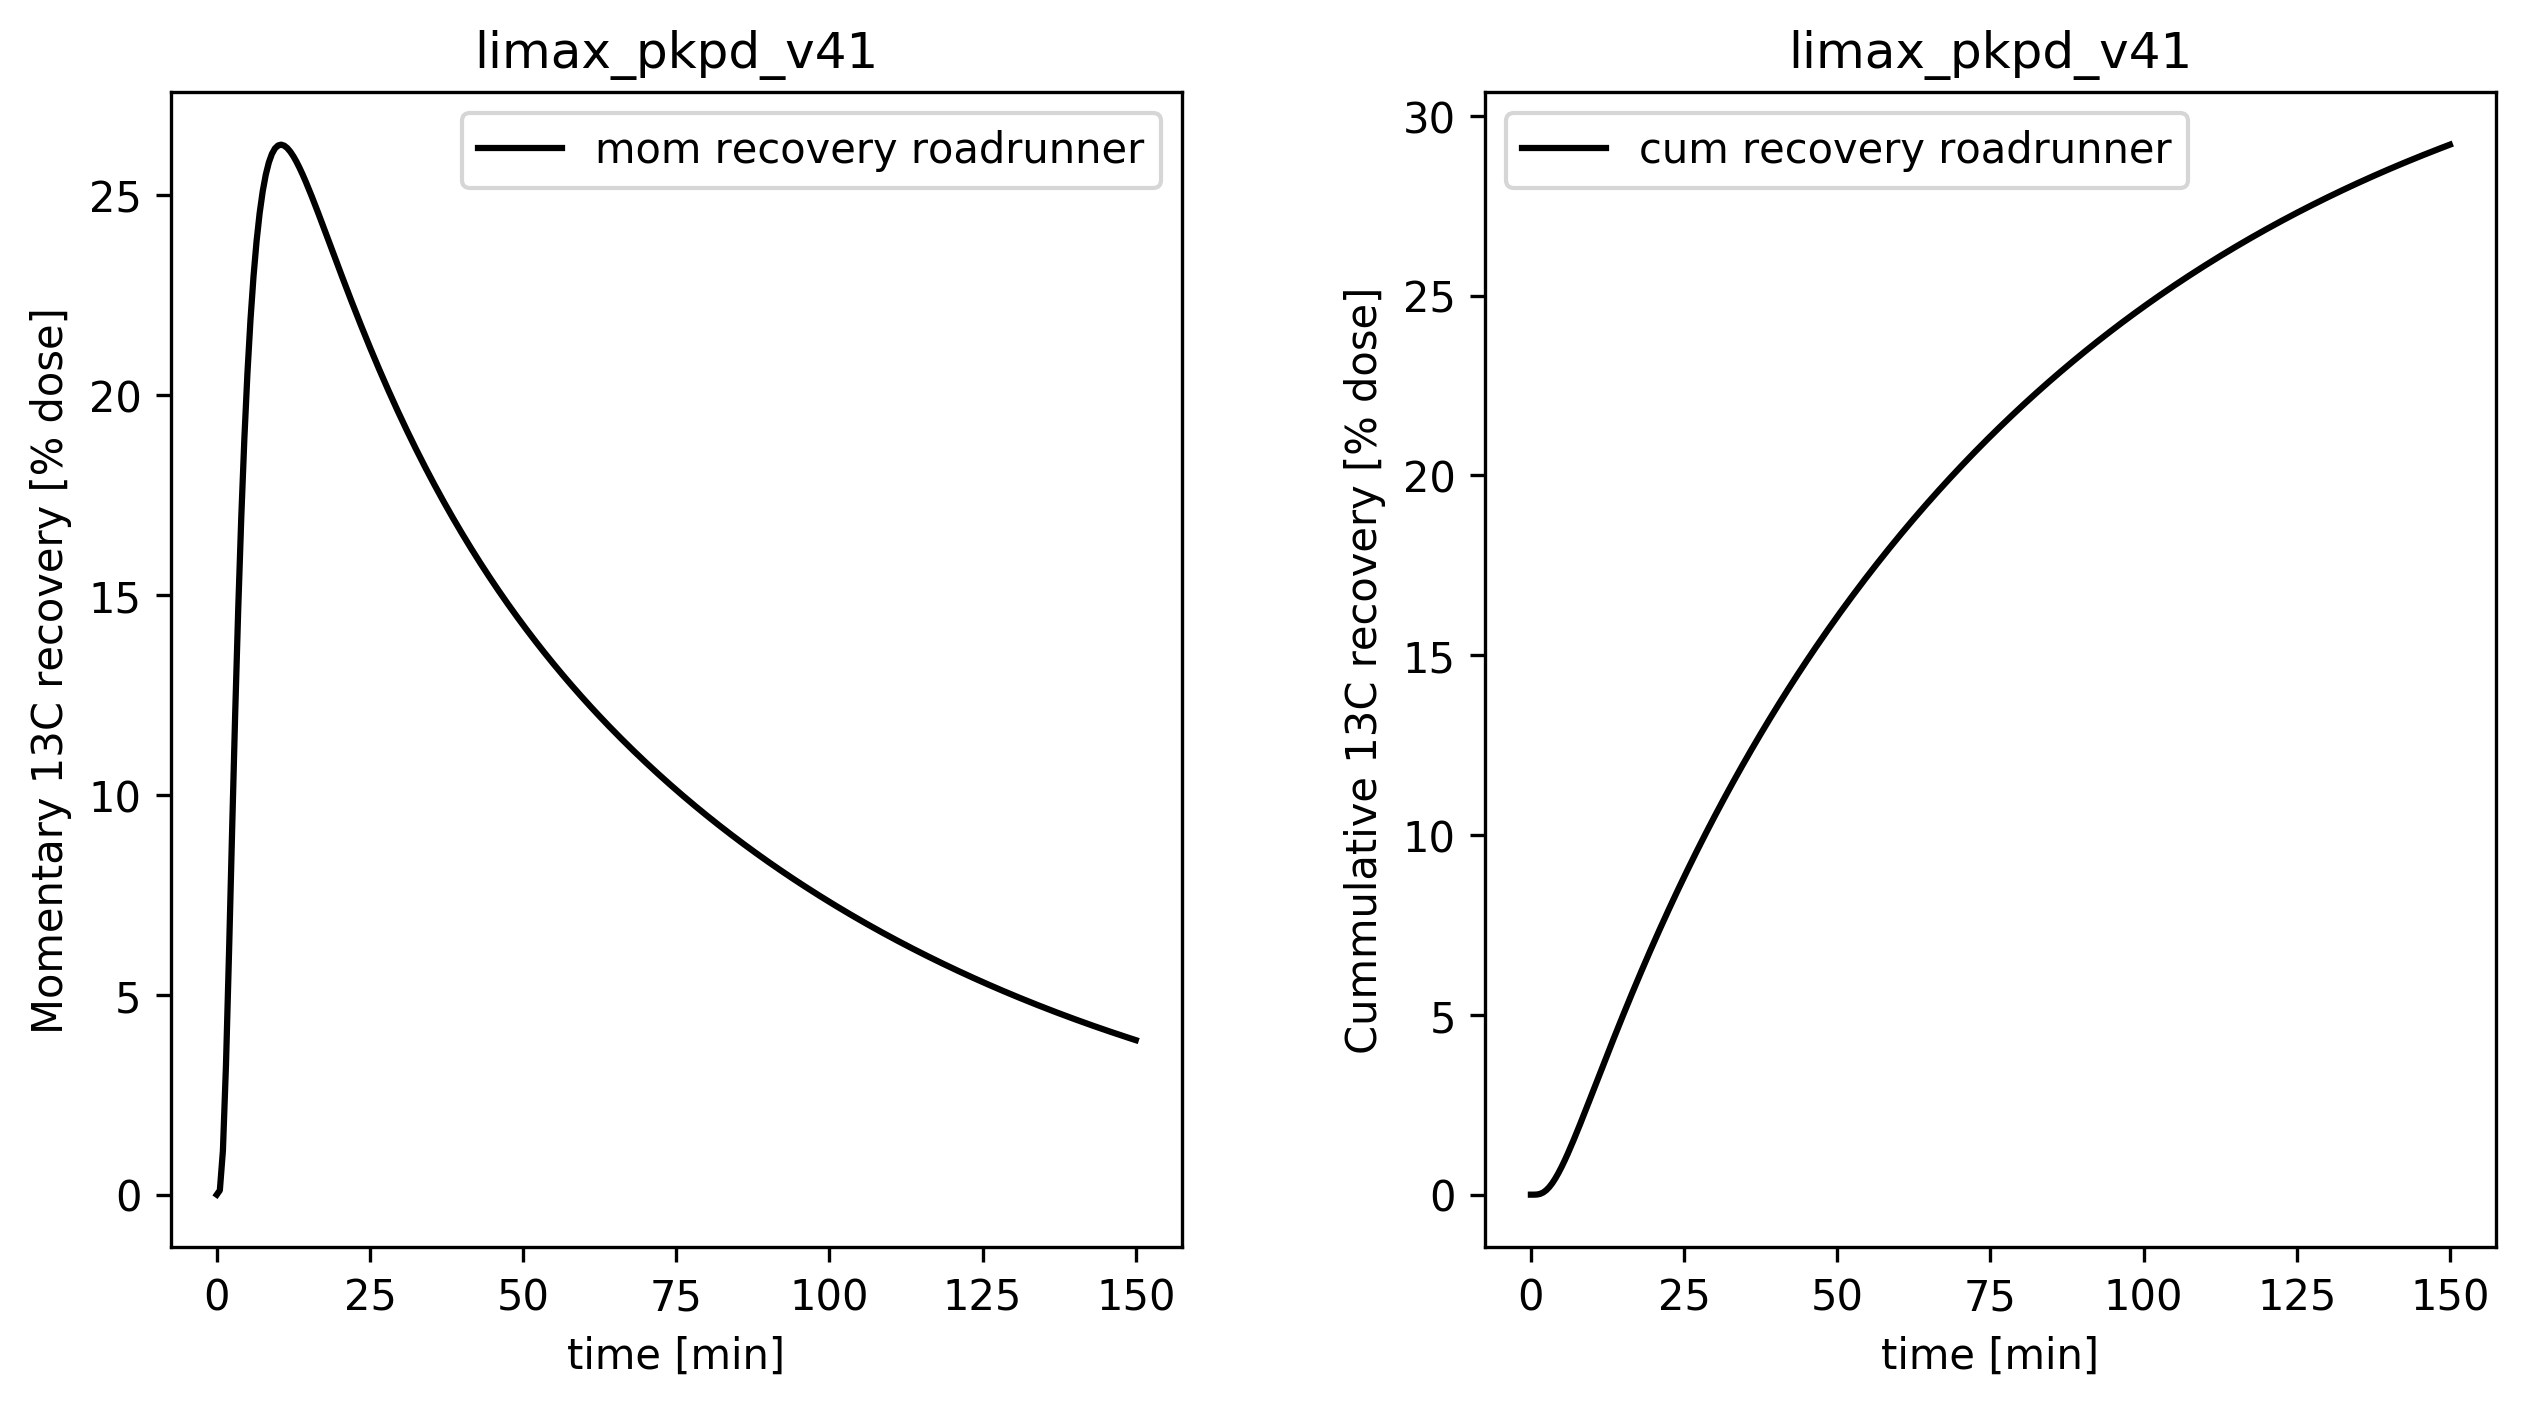 limax_pkpd_v41
mom recovery roadrunner
Momentary 13C recovery [% dose]
25
20
15
10
5
0
0 25 50 75 100 125 150
time [min]
limax_pkpd_v41
cum recovery roadrunner
Cummulative 13C recovery [% dose]
30
25
20
15
10
5
0
0 25 50 75 100 125 150
time [min]